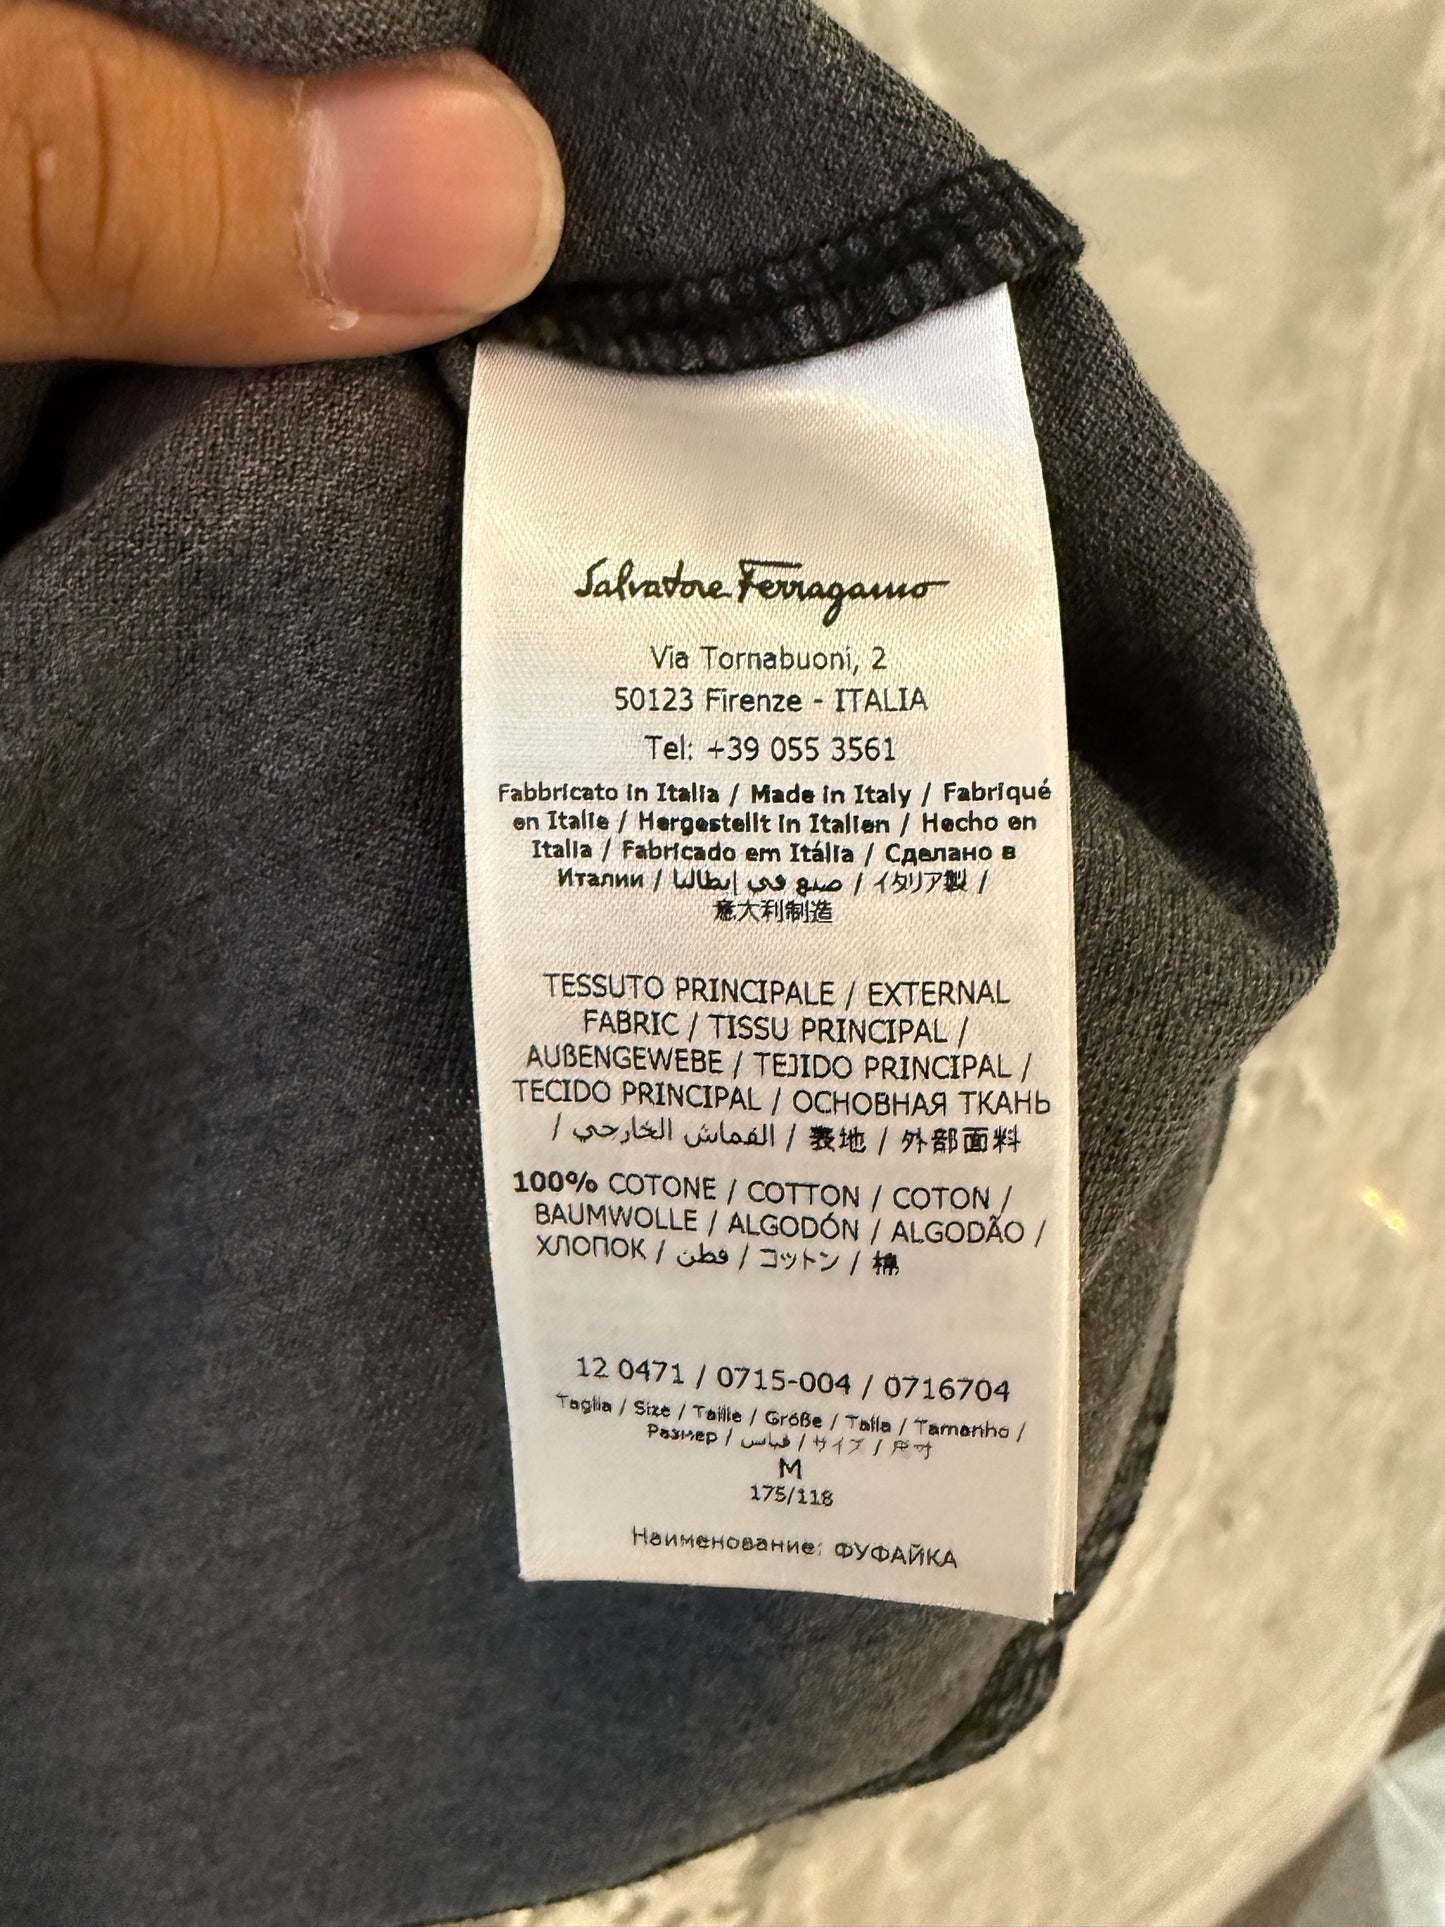 Salvatore Ferragamo
Via Tornabuoni, 2
50123 Firenze - ITALIA
Tel: +39 055 3561
Fabbricato in Italia / Made in Italy / Fabriqué
en Italie / Hergestellt in Italien / Hecho en
Italia / Fabricado em Itália / Сделано в
Италии / صنع في إيطاليا / イタリア製 /
意大利制造
TESSUTO PRINCIPALE / EXTERNAL
FABRIC / TISSU PRINCIPAL /
AUßENGEWEBE / TEJIDO PRINCIPAL /
TECIDO PRINCIPAL / ОСНОВНАЯ ТКАНЬ
/ القماش الخارجي / 表地 / 外部面料
100% COTONE / COTTON / COTON /
BAUMWOLLE / ALGODÓN / ALGODÃO /
ХЛОПОК / قطن / コットン / 棉
12 0471 / 0715-004 / 0716704
Taglia / Size / Taille / Größe / Talla / Tamanho /
Размер / قياس / サイズ / 尺寸
M
175/118
Наименование: ФУФАЙКА